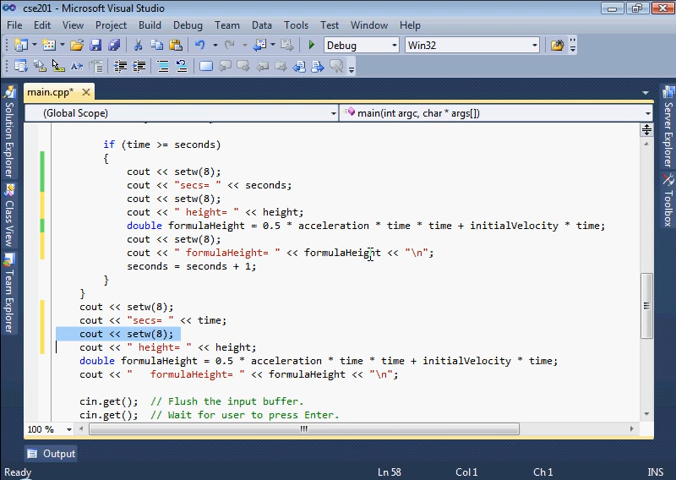 cse201 - Microsoft Visual Studio
File Edit View Project Build Debug Team Data Tools Test Window Help
Debug Win32
main.cpp* ×
(Global Scope) main(int argc, char * args[])
if (time >= seconds)
{
cout << setw(8);
cout << "secs= " << seconds;
cout << setw(8);
cout << " height= " << height;
double formulaHeight = 0.5 * acceleration * time * time + initialVelocity * time;
cout << setw(8);
cout << " formulaHeight= " << formulaHeight << "\n";
seconds = seconds + 1;
}
}
cout << setw(8);
cout << "secs= " << time;
cout << setw(8);
cout << " height= " << height;
double formulaHeight = 0.5 * acceleration * time * time + initialVelocity * time;
cout << "   formulaHeight= " << formulaHeight << "\n";
cin.get();  // Flush the input buffer.
cin.get();  // Wait for user to press Enter.
100 %
Output
Ready Ln 58 Col 1 Ch 1 INS
Solution Explorer
Class View
Team Explorer
Server Explorer
Toolbox